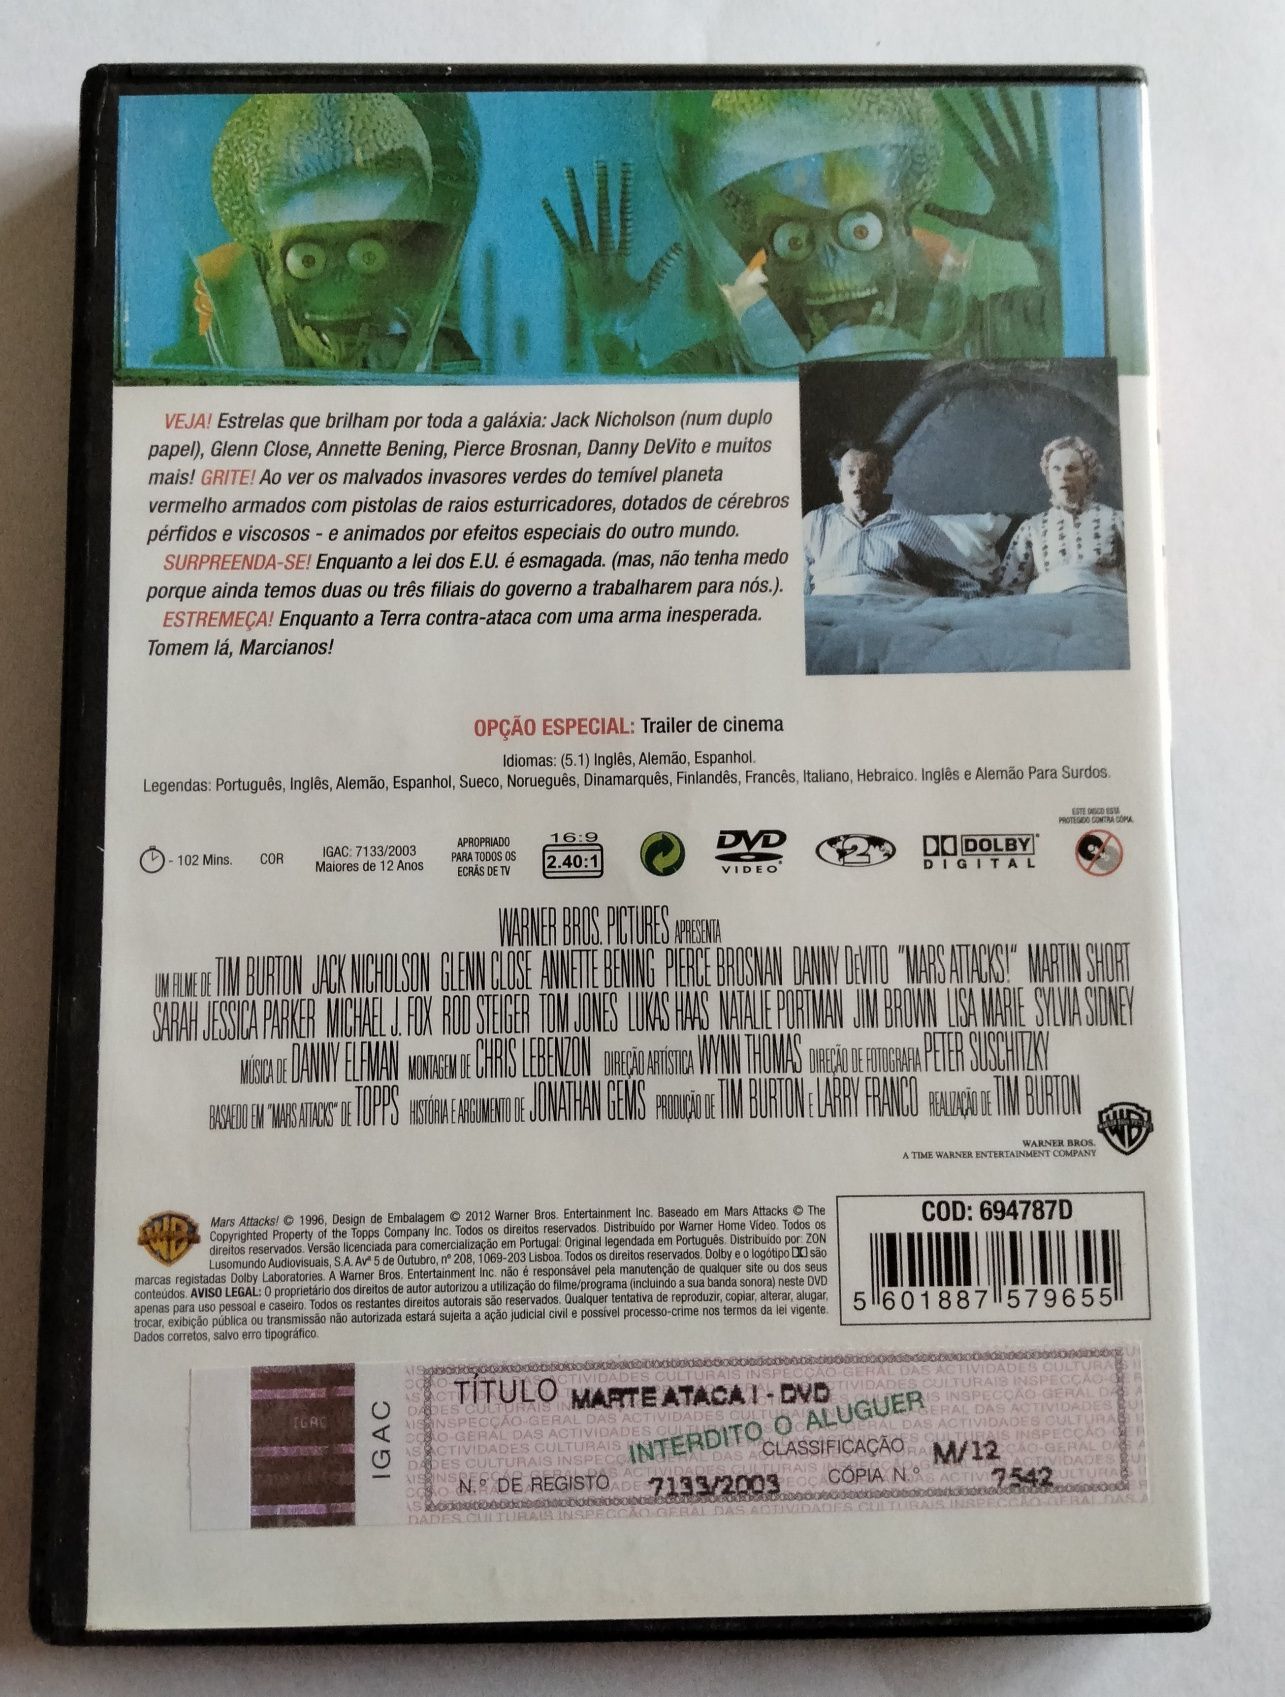 VEJA! Estrelas que brilham por toda a galáxia: Jack Nicholson (num duplo
papel), Glenn Close, Annette Bening, Pierce Brosnan, Danny DeVito e muitos
mais! GRITE! Ao ver os malvados invasores verdes do temível planeta
vermelho armados com pistolas de raios esturricadores, dotados de cérebros
pérfidos e viscosos - e animados por efeitos especiais do outro mundo.
SURPREENDA-SE! Enquanto a lei dos E.U. é esmagada. (mas, não tenha medo
porque ainda temos duas ou três filiais do governo a trabalharem para nós.).
ESTREMEÇA! Enquanto a Terra contra-ataca com uma arma inesperada.
Tomem lá, Marcianos!
OPÇÃO ESPECIAL: Trailer de cinema
Idiomas: (5.1) Inglês, Alemão, Espanhol.
Legendas: Português, Inglês, Alemão, Espanhol, Sueco, Norueguês, Dinamarquês, Finlandês, Francês, Italiano, Hebraico. Inglês e Alemão Para Surdos.
ESTE DISCO ESTÁ
PROTEGIDO CONTRA CÓPIA.
- 102 Mins.
COR
IGAC: 7133/2003
Maiores de 12 Anos
APROPRIADO
PARA TODOS OS
ECRÃS DE TV
16:9
2.40:1
DVD
VIDEO
2
DOLBY
DIGITAL
WARNER BROS. PICTURES APRESENTA
UM FILME DE TIM BURTON JACK NICHOLSON GLENN CLOSE ANNETTE BENING PIERCE BROSNAN DANNY DeVITO "MARS ATTACKS!" MARTIN SHORT
SARAH JESSICA PARKER MICHAEL J. FOX ROD STEIGER TOM JONES LUKAS HAAS NATALIE PORTMAN JIM BROWN LISA MARIE SYLVIA SIDNEY
MÚSICA DE DANNY ELFMAN MONTAGEM DE CHRIS LEBENZON DIREÇÃO ARTÍSTICA WYNN THOMAS DIREÇÃO DE FOTOGRAFIA PETER SUSCHITZKY
BASAEDO EM "MARS ATTACKS" DE TOPPS HISTÓRIA E ARGUMENTO DE JONATHAN GEMS PRODUÇÃO DE TIM BURTON E LARRY FRANCO REALIZAÇÃO DE TIM BURTON
WARNER BROS.
A TIME WARNER ENTERTAINMENT COMPANY
Mars Attacks! © 1996, Design de Embalagem © 2012 Warner Bros. Entertainment Inc. Baseado em Mars Attacks © The
Copyrighted Property of the Topps Company Inc. Todos os direitos reservados. Distribuído por Warner Home Vídeo. Todos os
direitos reservados. Versão licenciada para comercialização em Portugal: Original legendada em Português. Distribuído por: ZON
Lusomundo Audiovisuais, S.A. Avª 5 de Outubro, nº 208, 1069-203 Lisboa. Todos os direitos reservados. Dolby e o logótipo são
marcas registadas Dolby Laboratories. A Warner Bros. Entertainment Inc. não é responsável pela manutenção de qualquer site ou dos seus
conteúdos. AVISO LEGAL: O proprietário dos direitos de autor autorizou a utilização do filme/programa (incluindo a sua banda sonora) neste DVD
apenas para uso pessoal e caseiro. Todos os restantes direitos autorais são reservados. Qualquer tentativa de reproduzir, copiar, alterar, alugar,
trocar, exibição pública ou transmissão não autorizada estará sujeita a ação judicial civil e possível processo-crime nos termos da lei vigente.
Dados corretos, salvo erro tipográfico.
COD: 694787D
5 601887 579655
IGAC
IGAC
TÍTULO MARTE ATACA! - DVD
INTERDITO O ALUGUER
CLASSIFICAÇÃO M/12
N.º DE REGISTO 7133/2003 CÓPIA N.º 7542